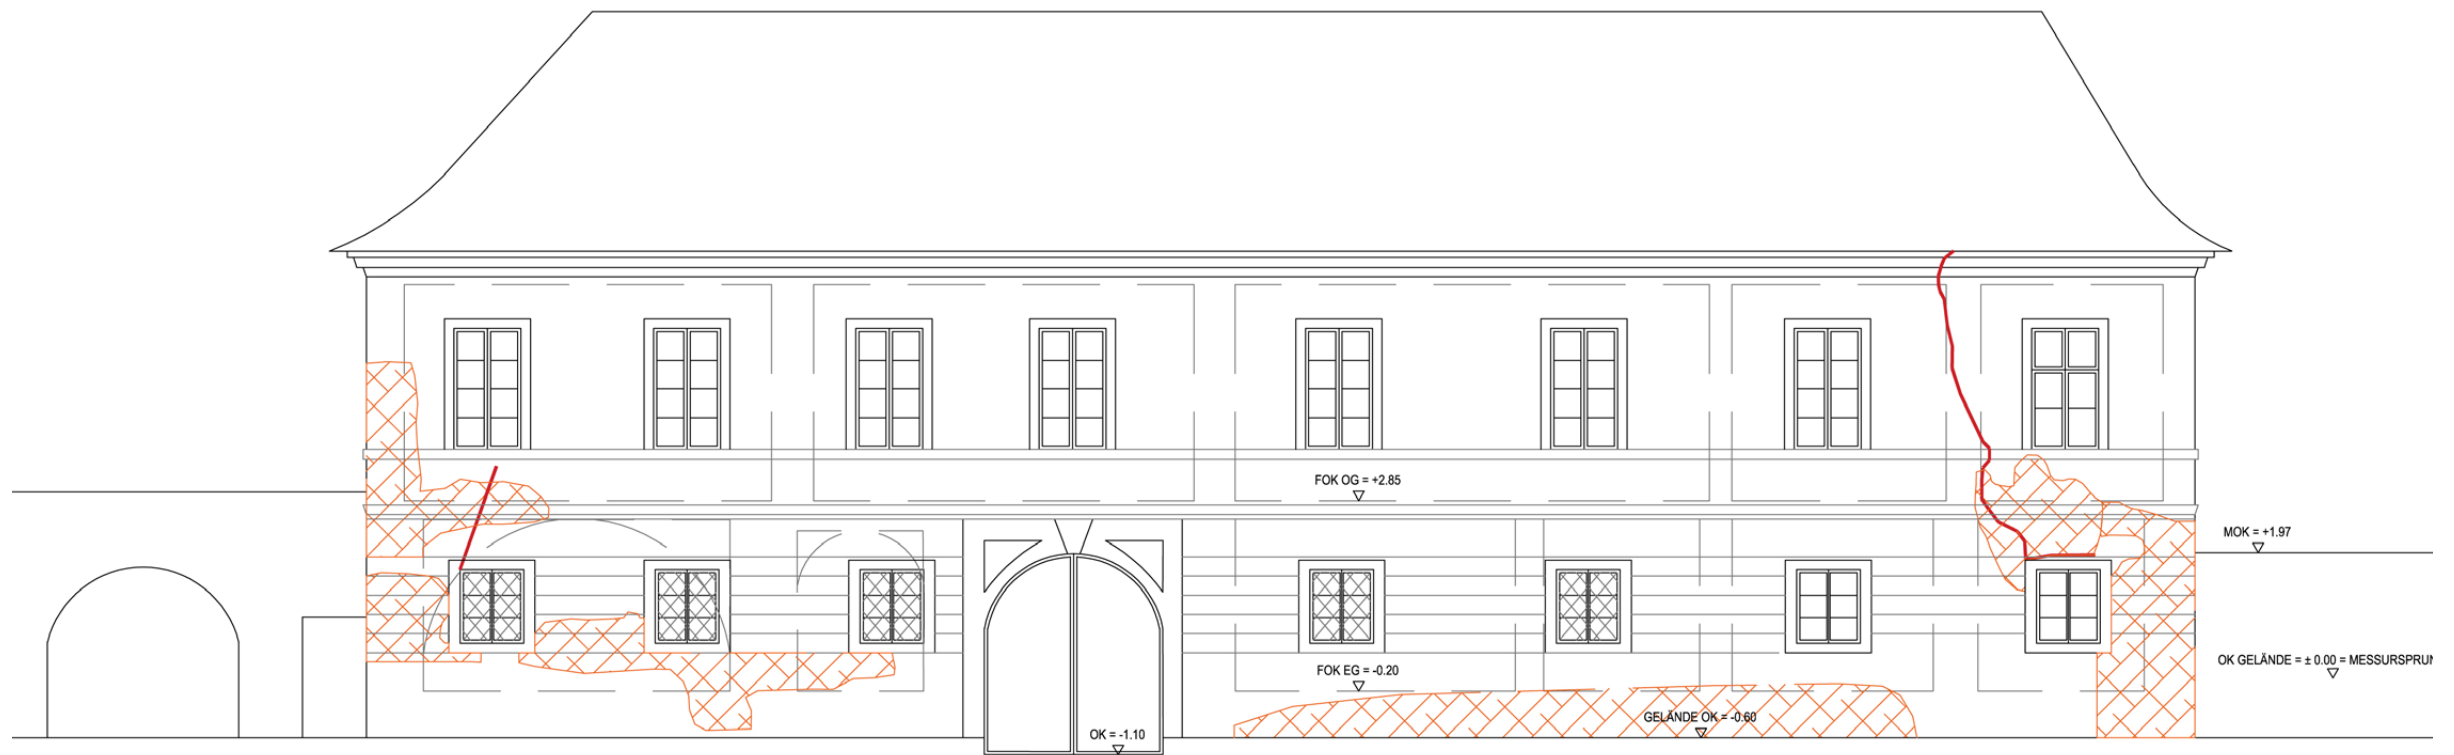 FOK OG = +2.85
MOK = +1.97
OK GELÄNDE = ± 0.00 = MESSURSPRUN
FOK EG = -0.20
GELÄNDE OK = -0.60
OK = -1.10